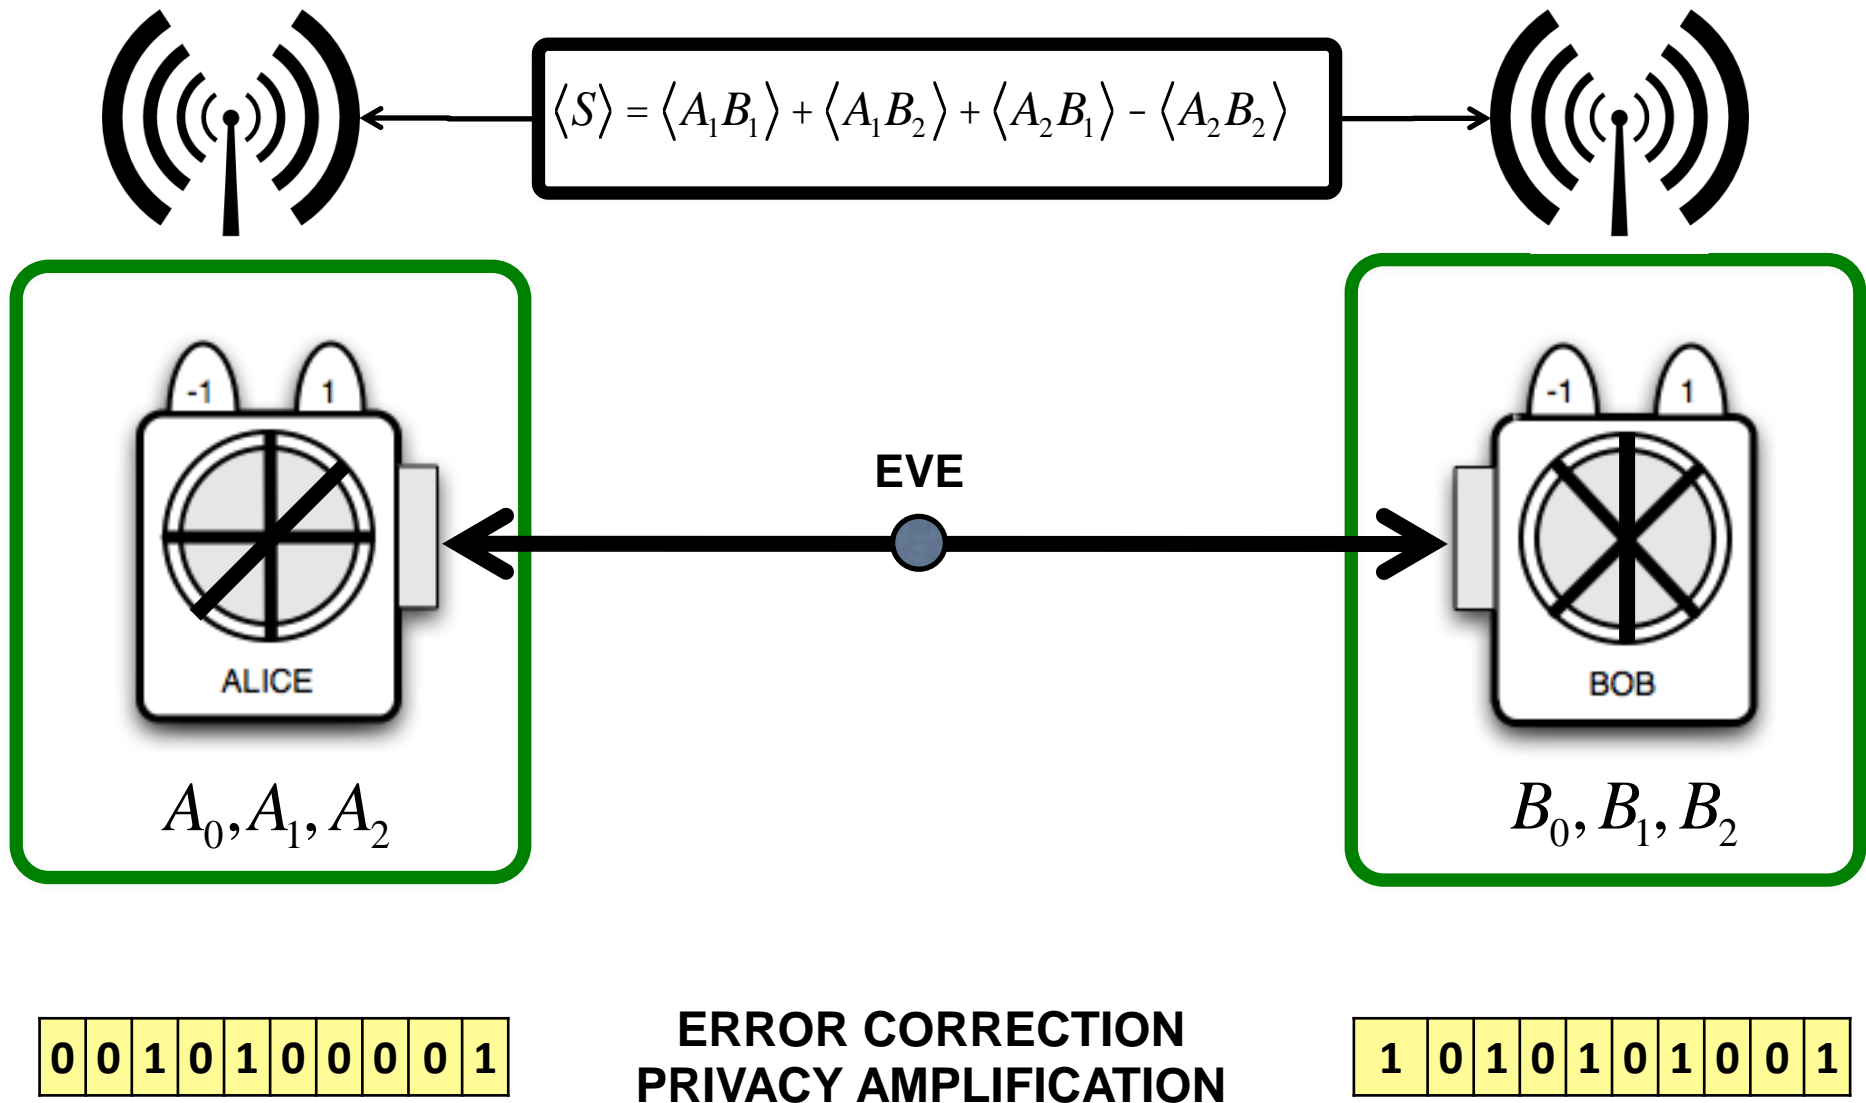 ⟨S⟩ = ⟨A₁B₁⟩ + ⟨A₁B₂⟩ + ⟨A₂B₁⟩ − ⟨A₂B₂⟩
-1 1
-1 1
EVE
ALICE
BOB
A₀, A₁, A₂
B₀, B₁, B₂
0 0 1 0 1 0 0 0 0 1
ERROR CORRECTION
PRIVACY AMPLIFICATION
1 0 1 0 1 0 1 0 0 1